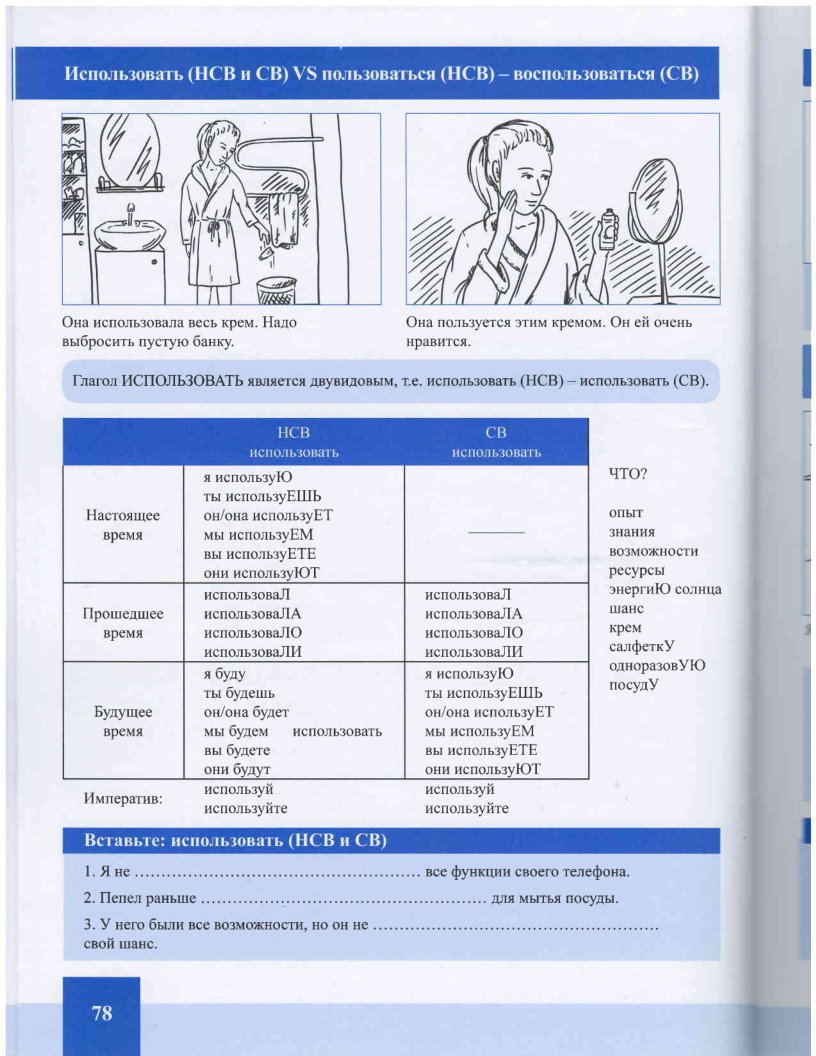 Использовать (НСВ и СВ) VS пользоваться (НСВ) – воспользоваться (СВ)
Она использовала весь крем. Надо
выбросить пустую банку.
Она пользуется этим кремом. Он ей очень
нравится.
Глагол ИСПОЛЬЗОВАТЬ является двувидовым, т.е. использовать (НСВ) – использовать (СВ).
НСВ
использовать
СВ
использовать
Настоящее
время
я используЮ
ты используЕШЬ
он/она используЕТ
мы используЕМ
вы используЕТЕ
они используЮТ
Прошедшее
время
использоваЛ
использоваЛА
использоваЛО
использоваЛИ
использоваЛ
использоваЛА
использоваЛО
использоваЛИ
Будущее
время
я буду
ты будешь
он/она будет
мы будем использовать
вы будете
они будут
я используЮ
ты используЕШЬ
он/она используЕТ
мы используЕМ
вы используЕТЕ
они используЮТ
Императив:
используй
используйте
используй
используйте
ЧТО?
опыт
знания
возможности
ресурсы
энергиЮ солнца
шанс
крем
салфеткУ
одноразовУЮ
посудУ
Вставьте: использовать (НСВ и СВ)
1. Я не ........................................................ все функции своего телефона.
2. Пепел раньше ...................................................... для мытья посуды.
3. У него были все возможности, но он не ......................................................
свой шанс.
78